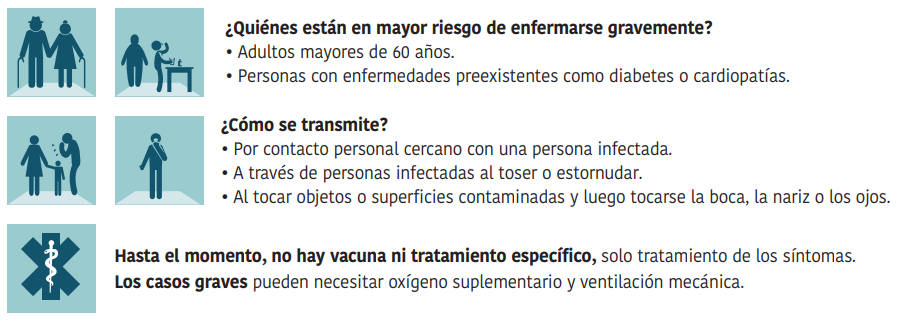 ¿Quiénes están en mayor riesgo de enfermarse gravemente?
• Adultos mayores de 60 años.
• Personas con enfermedades preexistentes como diabetes o cardiopatías.
¿Cómo se transmite?
• Por contacto personal cercano con una persona infectada.
• A través de personas infectadas al toser o estornudar.
• Al tocar objetos o superficies contaminadas y luego tocarse la boca, la nariz o los ojos.
Hasta el momento, no hay vacuna ni tratamiento específico, solo tratamiento de los síntomas.
Los casos graves pueden necesitar oxígeno suplementario y ventilación mecánica.